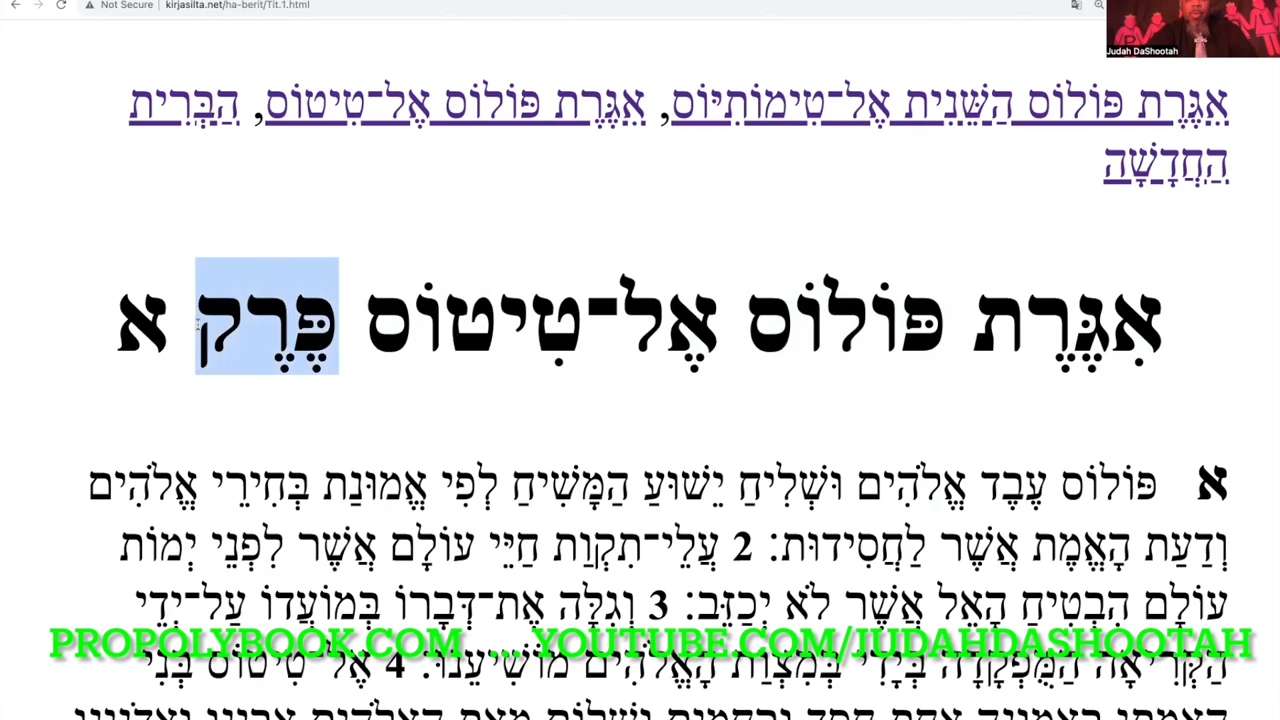 Not Secure | kirjasilta.net/ha-berit/Tit.1.html
Judah DaShootah
אִגֶּרֶת פּוֹלוֹס הַשֵּׁנִית אֶל־טִימוֹתִיּוֹס, אִגֶּרֶת פּוֹלוֹס אֶל־טִיטוֹס, הַבְּרִית
הַחֲדָשָׁה
אִגֶּרֶת פּוֹלוֹס אֶל־טִיטוֹס פֶּרֶק א
א פּוֹלוֹס עֶבֶד אֱלֹהִים וּשְׁלִיחַ יֵשׁוּעַ הַמָּשִׁיחַ לְפִי אֱמוּנַת בְּחִירֵי אֱלֹהִים
וְדַעַת הָאֱמֶת אֲשֶׁר לַחֲסִידוּת׃ 2 עֲלֵי־תִקְוַת חַיֵּי עוֹלָם אֲשֶׁר לִפְנֵי יְמוֹת
עוֹלָם הִבְטִיחַ הָאֵל אֲשֶׁר לֹא יְכַזֵּב׃ 3 וְגִלָּה אֶת־דְּבָרוֹ בְּמוֹעֲדוֹ עַל־יְדֵי
הַקְּרִיאָה הַמֻּפְקָדָה בְּיָדִי בְּמִצְוַת הָאֱלֹהִים מוֹשִׁיעֵנוּ׃ 4 אֶל טִיטוֹס בְּנִי
PROPOLYBOOK.COM ... YOUTUBE.COM/JUDAHDASHOOTAH